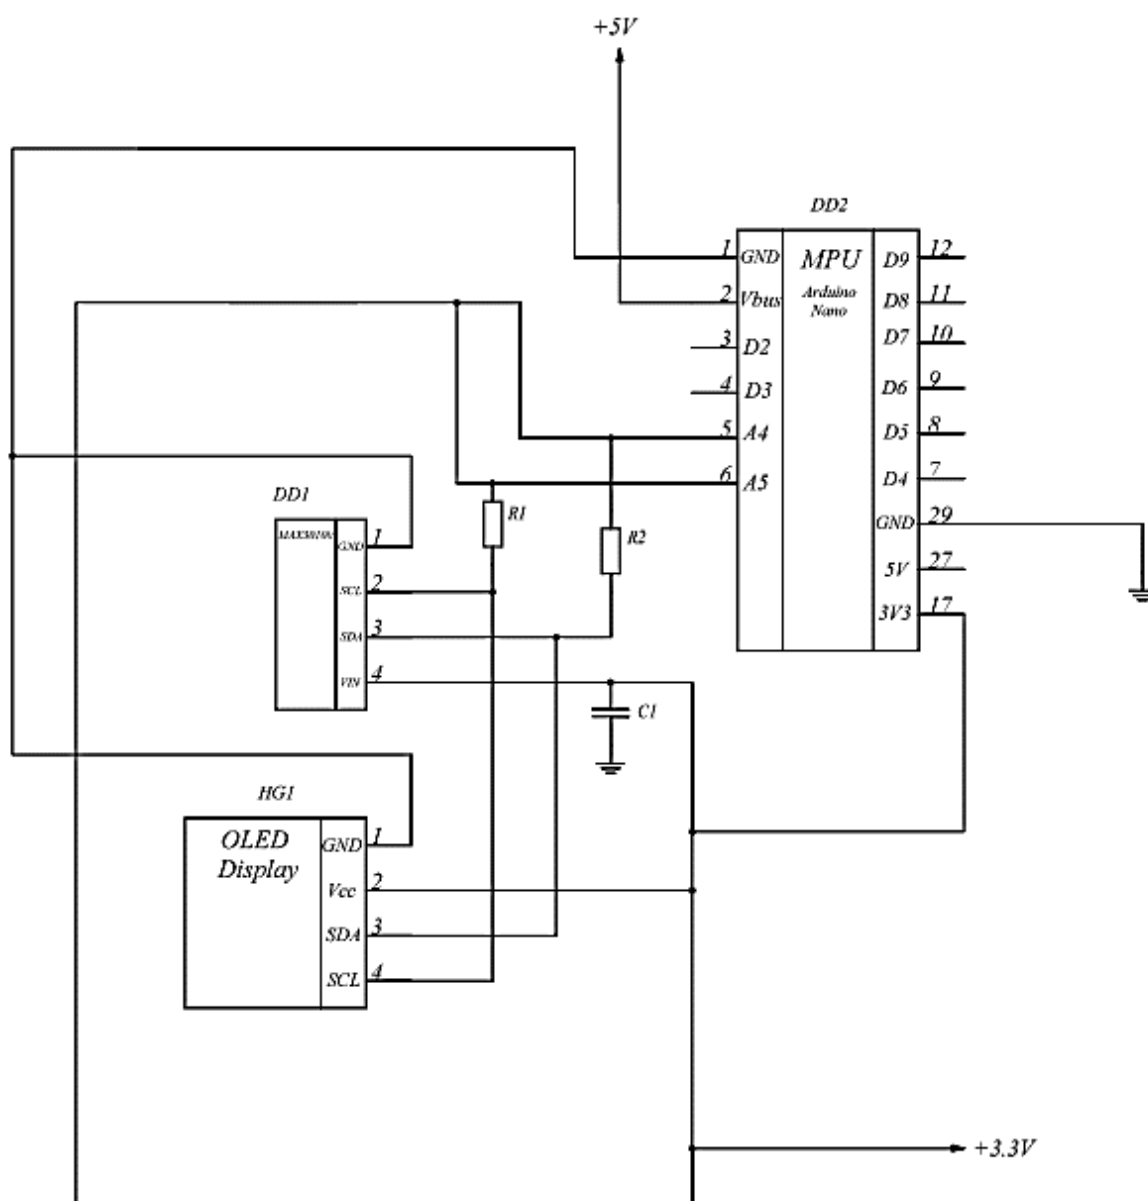 +5V
DD2
1 GND
MPU
D9 12
2 Vbus
Arduino
Nano
D8 11
3 D2
D7 10
4 D3
D6 9
5 A4
D5 8
6 A5
D4 7
DD1
R1
GND 29
R2
GND 1
5V 27
SCL 2
3V3 17
SDA 3
VIN 4
C1
HG1
OLED
Display
GND 1
Vcc 2
SDA 3
SCL 4
+3.3V